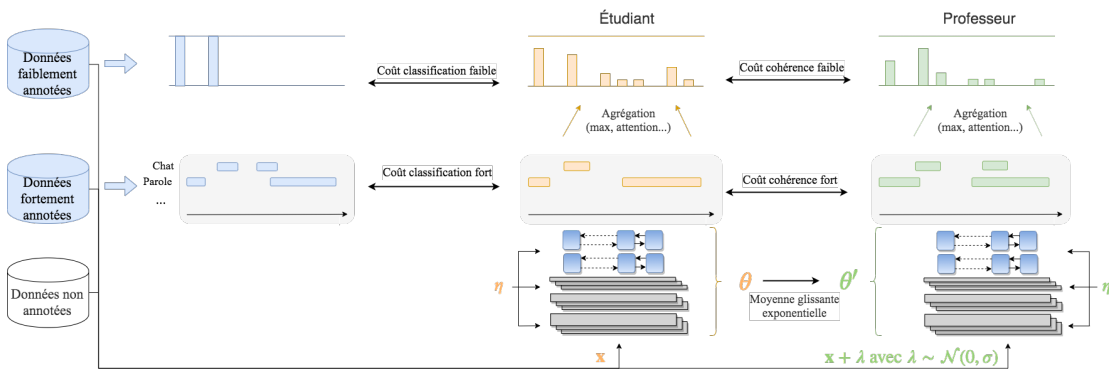 Étudiant
Professeur
Données
faiblement
annotées
Coût classification faible
Coût cohérence faible
Agrégation
(max, attention...)
Agrégation
(max, attention...)
Données
fortement
annotées
Chat
Parole
...
Coût classification fort
Coût cohérence fort
Données non
annotées
η
θ
θ'
η
Moyenne glissante
exponentielle
x
x + λ avec λ ∼ 𝒩(0, σ)